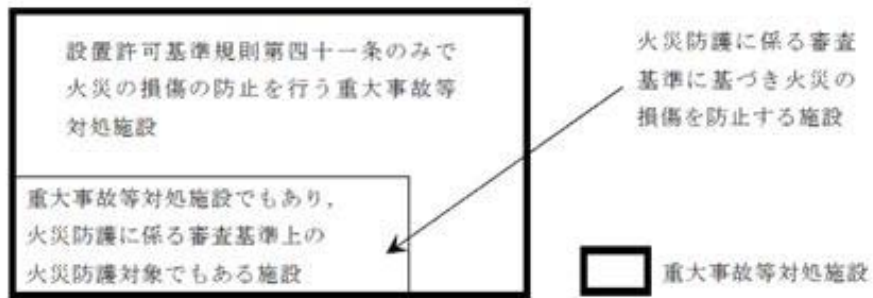 設置許可基準規則第四十一条のみで
火災の損傷の防止を行う重大事故等
対処施設
火災防護に係る審査
基準に基づき火災の
損傷を防止する施設
重大事故等対処施設でもあり，
火災防護に係る審査基準上の
火災防護対象でもある施設
重大事故等対処施設